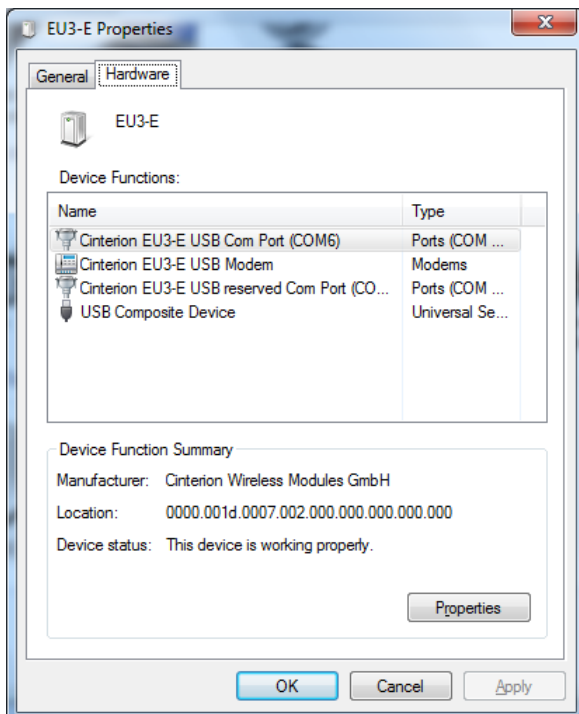 EU3-E Properties
General Hardware
EU3-E
Device Functions:
Name Type
Cinterion EU3-E USB Com Port (COM6) Ports (COM ...
Cinterion EU3-E USB Modem Modems
Cinterion EU3-E USB reserved Com Port (CO... Ports (COM ...
USB Composite Device Universal Se...
Device Function Summary
Manufacturer: Cinterion Wireless Modules GmbH
Location: 0000.001d.0007.002.000.000.000.000.000
Device status: This device is working properly.
Properties
OK Cancel Apply